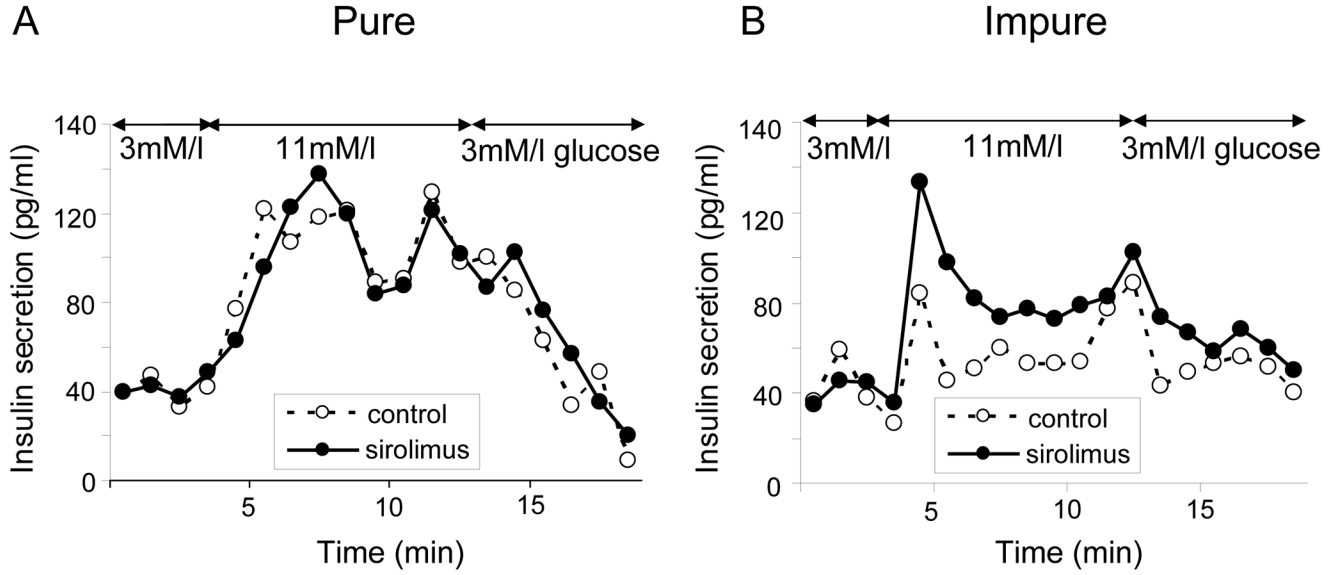 A Pure
B Impure
3mM/l 11mM/l 3mM/l glucose
3mM/l 11mM/l 3mM/l glucose
Insulin secretion (pg/ml)
140
120
80
40
0
control
sirolimus
5 10 15
Time (min)
Insulin secretion (pg/ml)
140
120
80
40
0
control
sirolimus
5 10 15
Time (min)